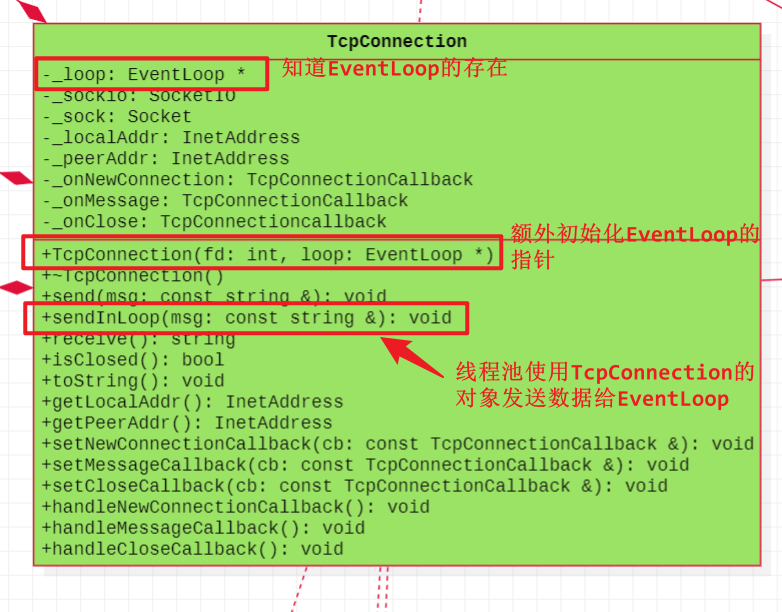 TcpConnection
-_loop: EventLoop *
知道EventLoop的存在
-_sockio: SocketIO
-_sock: Socket
-_localAddr: InetAddress
-_peerAddr: InetAddress
-_onNewConnection: TcpConnectionCallback
-_onMessage: TcpConnectionCallback
-_onClose: TcpConnectioncallback
+TcpConnection(fd: int, loop: EventLoop *)
额外初始化EventLoop的
指针
+~TcpConnection()
+send(msg: const string &): void
+sendInLoop(msg: const string &): void
+receive(): string
+isClosed(): bool
+toString(): void
线程池使用TcpConnection的
对象发送数据给EventLoop
+getLocalAddr(): InetAddress
+getPeerAddr(): InetAddress
+setNewConnectionCallback(cb: const TcpConnectionCallback &): void
+setMessageCallback(cb: const TcpConnectionCallback &): void
+setCloseCallback(cb: const TcpConnectionCallback &): void
+handleNewConnectionCallback(): void
+handleMessageCallback(): void
+handleCloseCallback(): void